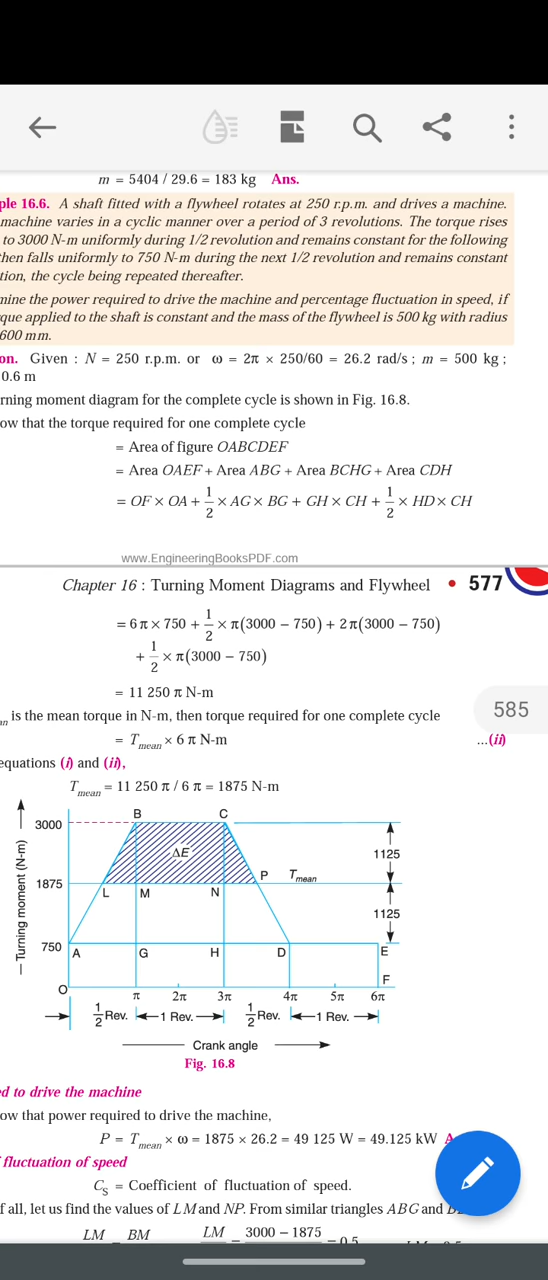 m = 5404 / 29.6 = 183 kg Ans.
ple 16.6. A shaft fitted with a flywheel rotates at 250 r.p.m. and drives a machine.
machine varies in a cyclic manner over a period of 3 revolutions. The torque rises
to 3000 N-m uniformly during 1/2 revolution and remains constant for the following
then falls uniformly to 750 N-m during the next 1/2 revolution and remains constant
tion, the cycle being repeated thereafter.
mine the power required to drive the machine and percentage fluctuation in speed, if
que applied to the shaft is constant and the mass of the flywheel is 500 kg with radius
600 mm.
on. Given : N = 250 r.p.m. or ω = 2π × 250/60 = 26.2 rad/s ; m = 500 kg ;
0.6 m
rning moment diagram for the complete cycle is shown in Fig. 16.8.
ow that the torque required for one complete cycle
= Area of figure OABCDEF
= Area OAEF + Area ABG + Area BCHG + Area CDH
= OF × OA + 1/2 × AG × BG + GH × CH + 1/2 × HD × CH
www.EngineeringBooksPDF.com
Chapter 16 : Turning Moment Diagrams and Flywheel • 577
= 6 π × 750 + 1/2 × π(3000 – 750) + 2 π(3000 – 750)
+ 1/2 × π(3000 – 750)
= 11 250 π N-m
585
an is the mean torque in N-m, then torque required for one complete cycle
= Tmean × 6 π N-m ...(ii)
equations (i) and (ii),
Tmean = 11 250 π / 6 π = 1875 N-m
Turning moment (N-m)
B C
3000
ΔE
1125
P Tmean
1875
L M N
1125
750
A G H D E
F
O
π 2π 3π 4π 5π 6π
1/2 Rev. 1 Rev. 1/2 Rev. 1 Rev.
Crank angle
Fig. 16.8
ed to drive the machine
ow that power required to drive the machine,
P = Tmean × ω = 1875 × 26.2 = 49 125 W = 49.125 kW A
fluctuation of speed
CS = Coefficient of fluctuation of speed.
f all, let us find the values of LM and NP. From similar triangles ABG and
LM = BM LM = 3000 – 1875 = 0.5